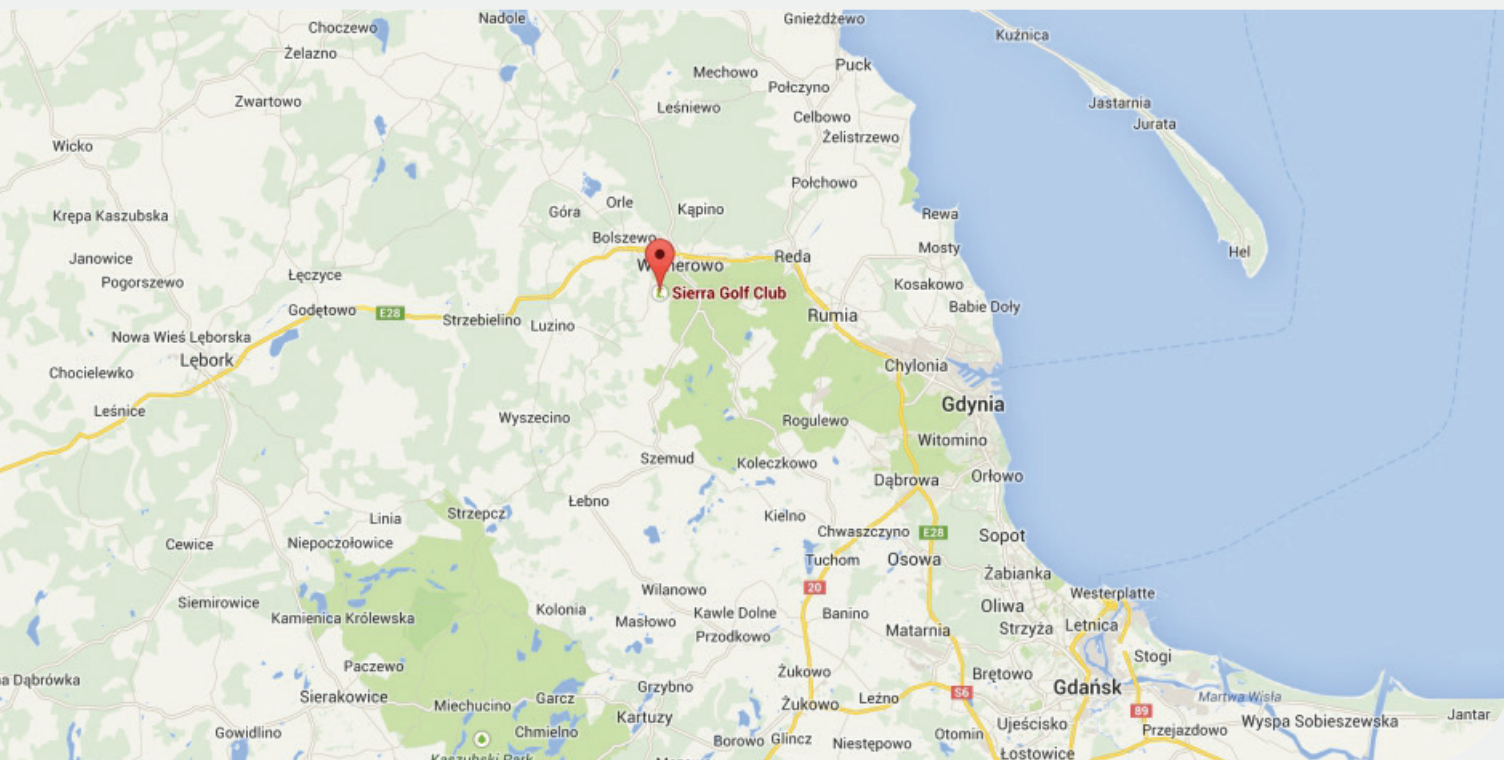 Nadole
Gnieżdżewo
Choczewo
Kuźnica
Żelazno
Puck
Mechowo
Połczyno
Zwartowo
Leśniewo
Jastarnia
Celbowo
Jurata
Żelistrzewo
Wicko
Połchowo
Orle
Góra
Kąpino
Krępa Kaszubska
Rewa
Bolszewo
Mosty
Hel
Janowice
Reda
Łęczyce
Pogorszewo
Kosakowo
Sierra Golf Club
Babie Doły
Godętowo
E28
Strzebielino
Luzino
Rumia
Nowa Wieś Lęborska
Lębork
Chylonia
Chocielewko
Gdynia
Leśnice
Wyszecino
Rogulewo
Witomino
Szemud
Koleczkowo
Dąbrowa
Orłowo
Łebno
Linia
Strzepcz
Kielno
Chwaszczyno
E28
Sopot
Cewice
Niepoczołowice
Tuchom
Osowa
Żabianka
20
Wilanowo
Westerplatte
Siemirowice
Kamienica Królewska
Kolonia
Masłowo
Kawle Dolne
Banino
Oliwa
Przodkowo
Matarnia
Strzyża
Letnica
Stogi
Paczewo
Żukowo
Brętowo
a Dąbrówka
Sierakowice
Grzybno
Gdańsk
Miechucino
Garcz
Żukowo
Leźno
S6
Martwa Wisła
89
Kartuzy
Jantar
Ujeścisko
Wyspa Sobieszewska
Gowidlino
Chmielno
Borowo
Glincz
Niestępowo
Otomin
Przejazdowo
Łostowice
Kaszubski Park